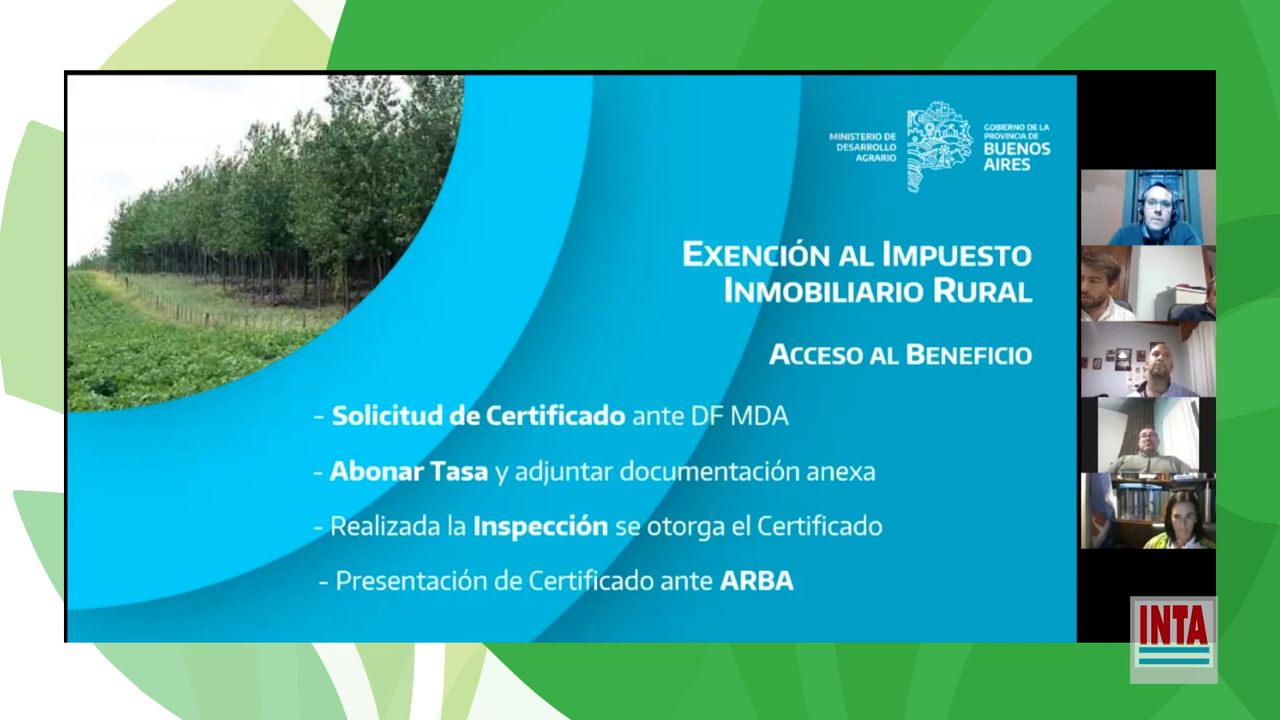 MINISTERIO DE
DESARROLLO
AGRARIO
GOBIERNO DE LA
PROVINCIA DE
BUENOS
AIRES
EXENCIÓN AL IMPUESTO
INMOBILIARIO RURAL
ACCESO AL BENEFICIO
- Solicitud de Certificado ante DF MDA
- Abonar Tasa y adjuntar documentación anexa
- Realizada la Inspección se otorga el Certificado
- Presentación de Certificado ante ARBA
INTA